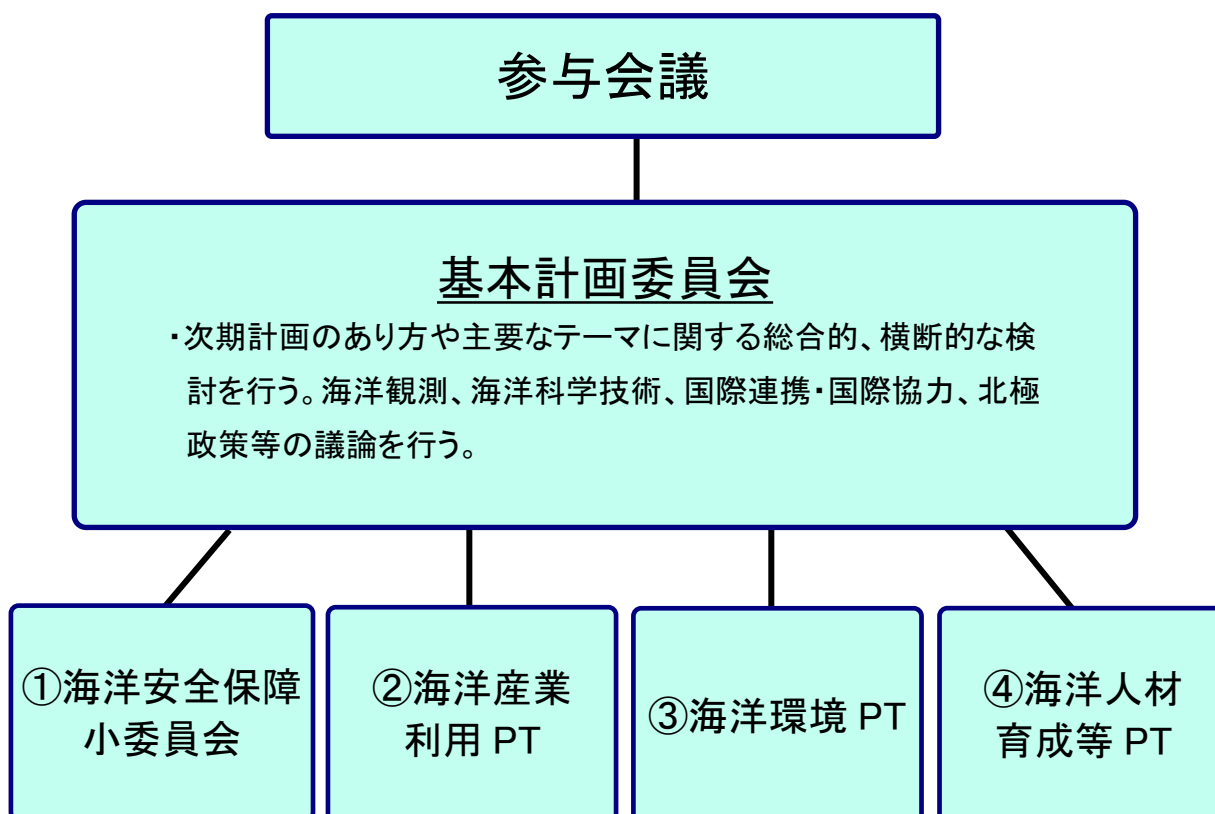 参与会議
基本計画委員会
・次期計画のあり方や主要なテーマに関する総合的、横断的な検
討を行う。海洋観測、海洋科学技術、国際連携・国際協力、北極
政策等の議論を行う。
①海洋安全保障
小委員会
②海洋産業
利用 PT
③海洋環境 PT
④海洋人材
育成等 PT